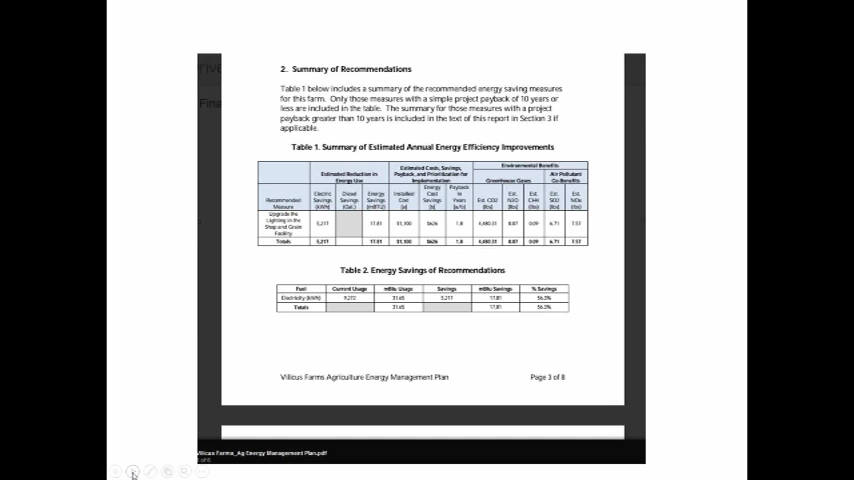 2. Summary of Recommendations
Table 1 below includes a summary of the recommended energy saving measures
for this farm. Only those measures with a simple project payback of 10 years or
less are included in the table. The summary for those measures with a project
payback greater than 10 years is included in the text of this report in Section 3 if
applicable.
Table 1. Summary of Estimated Annual Energy Efficiency Improvements
Estimated Reduction in Energy Use
Estimated Costs, Savings, Payback, and Prioritization for Implementation
Environmental Benefits
Greenhouse Gases
Air Pollutant Co-Benefits
Recommended Measure
Electric Savings (kWh)
Diesel Savings (Gal.)
Energy Savings
Installed Cost [a]
Energy Cost Savings [b]
Payback in Years [a/b]
Est. CO2 (lbs)
Est. N2O (lbs)
Est. CH4 (lbs)
Est. SO2 (lbs)
Est. NOx (lbs)
Upgrade the Lighting in the Shop and Grain Facility
5,217 17.81 $1,100 $626 1.8 4,480.31 8.87 0.09 6.71 7.57
Totals 5,217 17.81 $1,100 $626 1.8 4,480.31 8.87 0.09 6.71 7.57
Table 2. Energy Savings of Recommendations
Fuel Current Usage mBtu Usage Savings mBtu Savings % Savings
Electricity (kWh) 9,272 31.65 5,217 17.81 56.3%
Totals 31.65 17.81 56.3%
Villicus Farms Agriculture Energy Management Plan Page 3 of 8
Villicus Farms_Ag Energy Management Plan.pdf